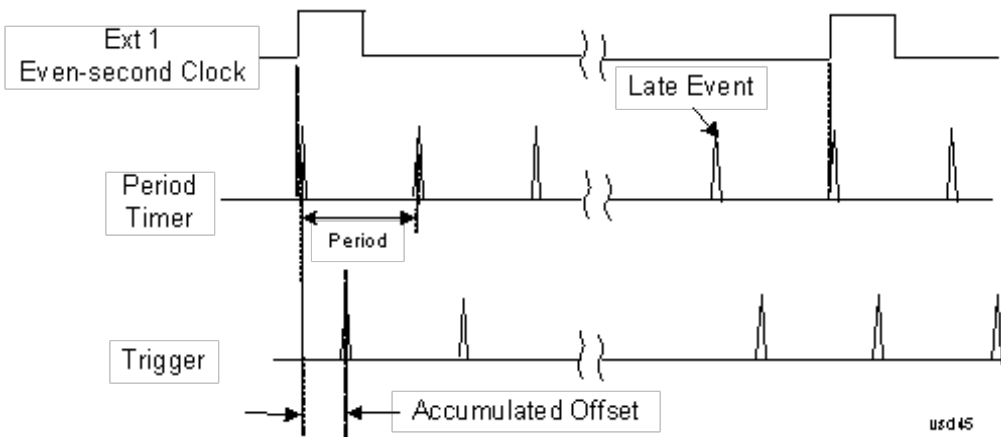 Ext 1
Even-second Clock
Late Event
Period
Timer
Period
Trigger
Accumulated Offset
usd45